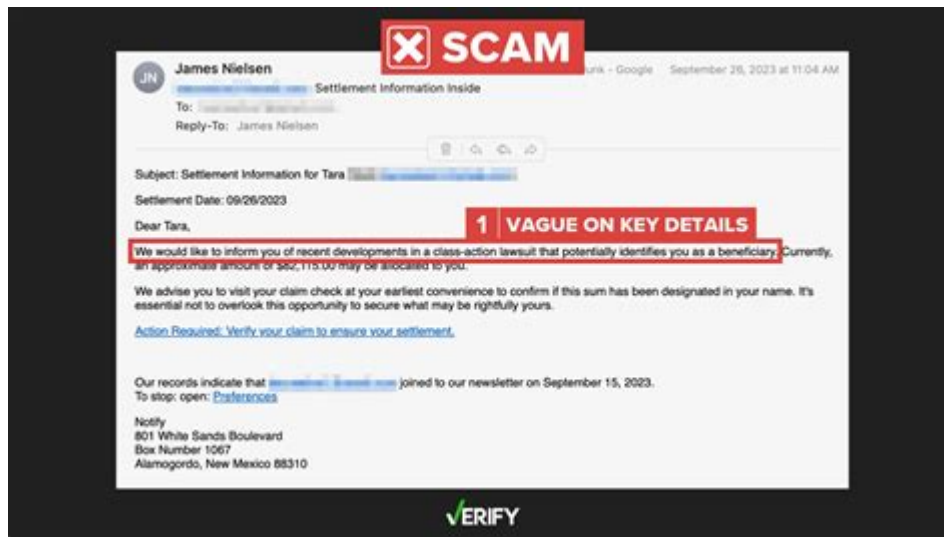 SCAM
JN
James Nielsen
Junk - Google September 26, 2023 at 11:04 AM
Settlement Information Inside
To:
Reply-To: James Nielsen
Subject: Settlement Information for Tara
Settlement Date: 09/26/2023
Dear Tara,
1 VAGUE ON KEY DETAILS
We would like to inform you of recent developments in a class-action lawsuit that potentially identifies you as a beneficiary. Currently,
an approximate amount of $82,115.00 may be allocated to you.
We advise you to visit your claim check at your earliest convenience to confirm if this sum has been designated in your name. It's
essential not to overlook this opportunity to secure what may be rightfully yours.
Action Required: Verify your claim to ensure your settlement.
Our records indicate that joined to our newsletter on September 15, 2023.
To stop: open: Preferences
Notify
801 White Sands Boulevard
Box Number 1067
Alamogordo, New Mexico 88310
VERIFY